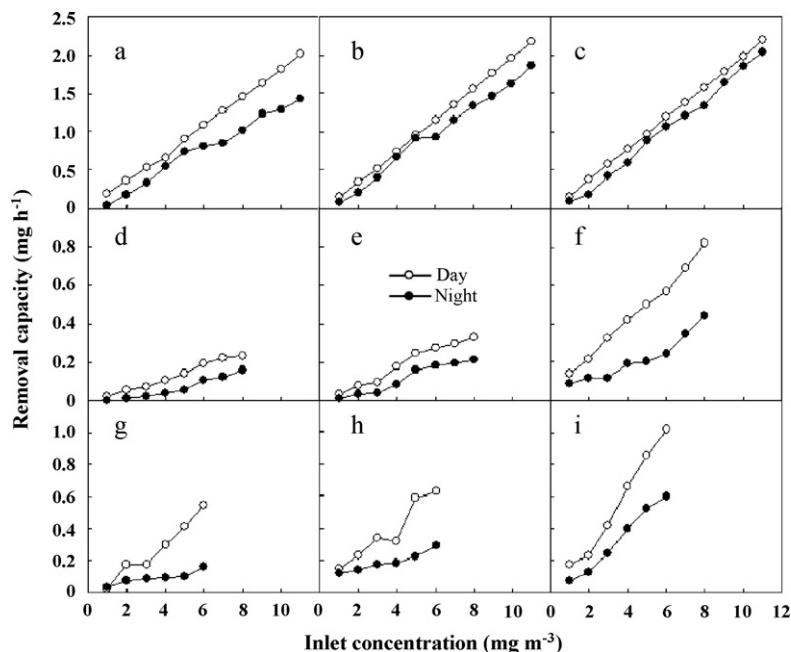 a b c
2.5
2.0
1.5
1.0
0.5
0
d e f
Day
Night
0.8
0.6
0.4
0.2
0
g h i
1.0
0.8
0.6
0.4
0.2
0
0 2 4 6 8 10 0 2 4 6 8 10 0 2 4 6 8 10 12
Removal capacity (mg h-1)
Inlet concentration (mg m-3)